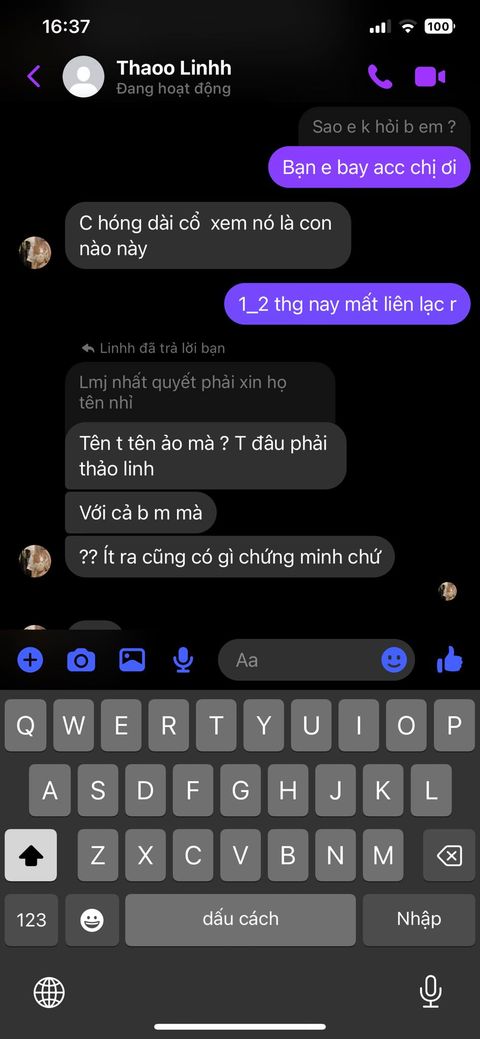 16:37
100
Thaoo Linhh
Đang hoạt động
Sao e k hỏi b em ?
Bạn e bay acc chị ơi
C hóng dài cổ xem nó là con
nào này
1_2 thg nay mất liên lạc r
Linhh đã trả lời bạn
Lmj nhất quyết phải xin họ
tên nhỉ
Tên t tên ảo mà ? T đâu phải
thảo linh
Với cả b m mà
?? Ít ra cũng có gì chứng minh chứ
Aa
Q W E R T Y U I O P
A S D F G H J K L
Z X C V B N M
123 dấu cách Nhập